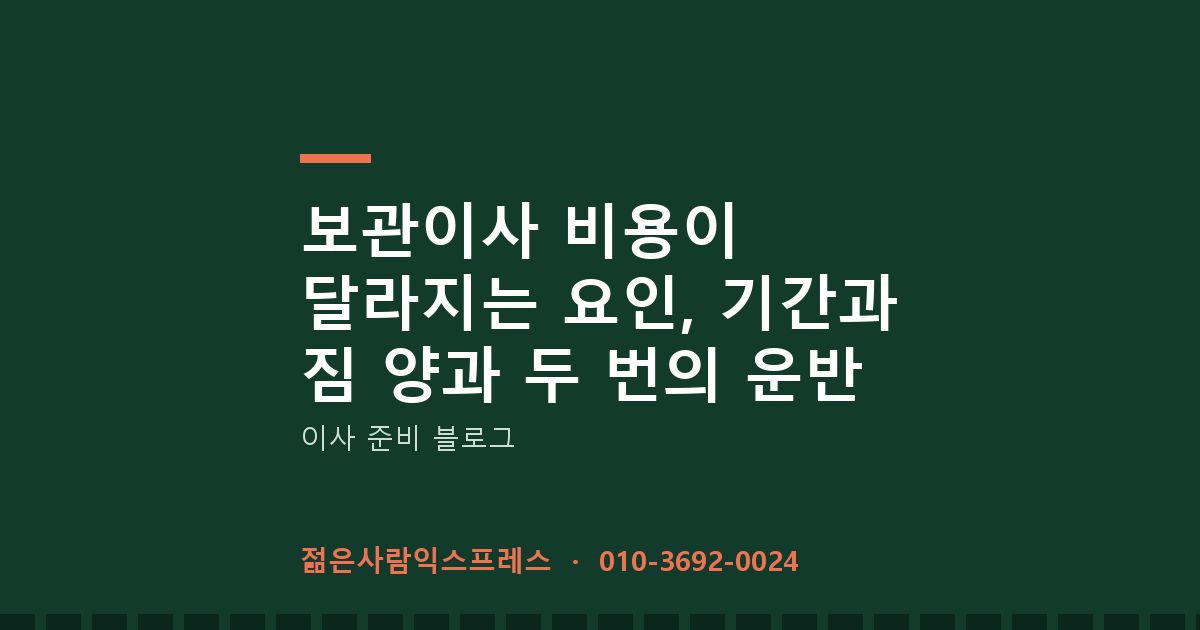 보관이사 비용이
달라지는 요인, 기간과
짐 양과 두 번의 운반
이사 준비 블로그
젊은사람익스프레스 · 010-3692-0024